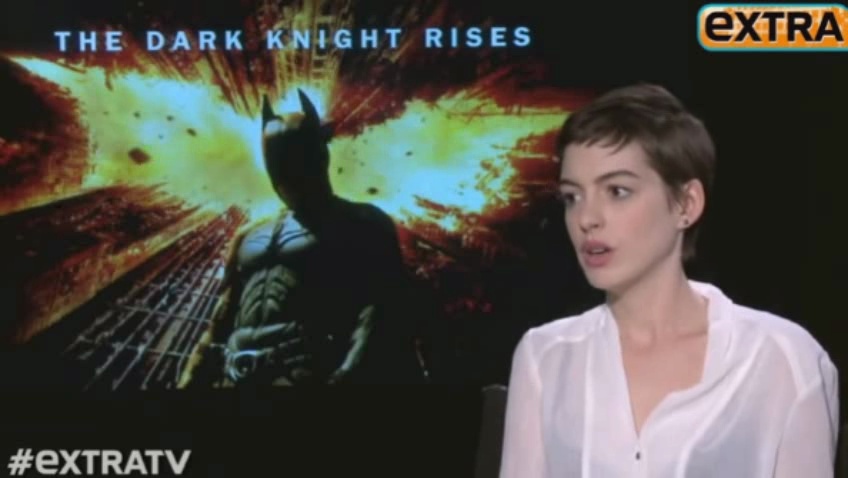 THE DARK KNIGHT RISES
eXTRA
#eXTRATV